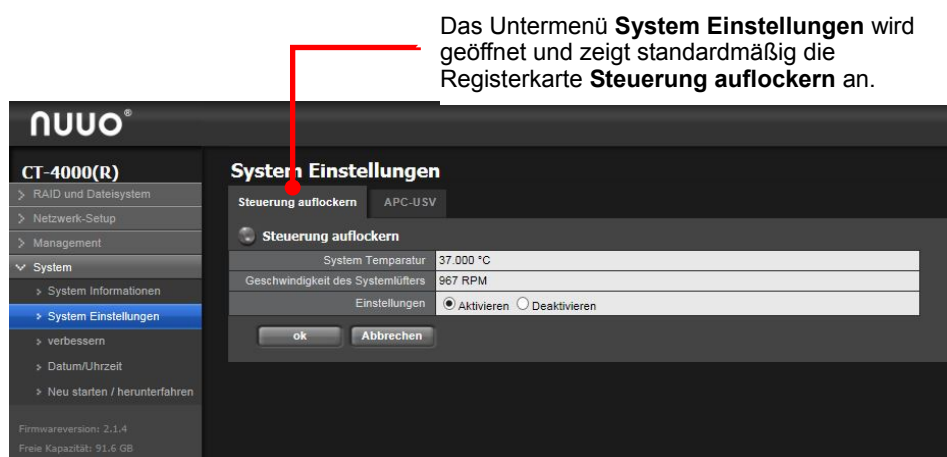 Das Untermenü System Einstellungen wird
geöffnet und zeigt standardmäßig die
Registerkarte Steuerung auflockern an.
nuuo®
CT-4000(R)
> RAID und Dateisystem
> Netzwerk-Setup
> Management
System
System Informationen
System Einstellungen
verbessern
Datum/Uhrzeit
Neu starten / herunterfahren
Firmwareversion: 2.1.4
Freie Kapazität: 91.6 GB
System Einstellungen
Steuerung auflockern APC-USV
Steuerung auflockern
System Temparatur 37.000 °C
Geschwindigkeit des Systemlüfters 967 RPM
Einstellungen Aktivieren Deaktivieren
ok Abbrechen